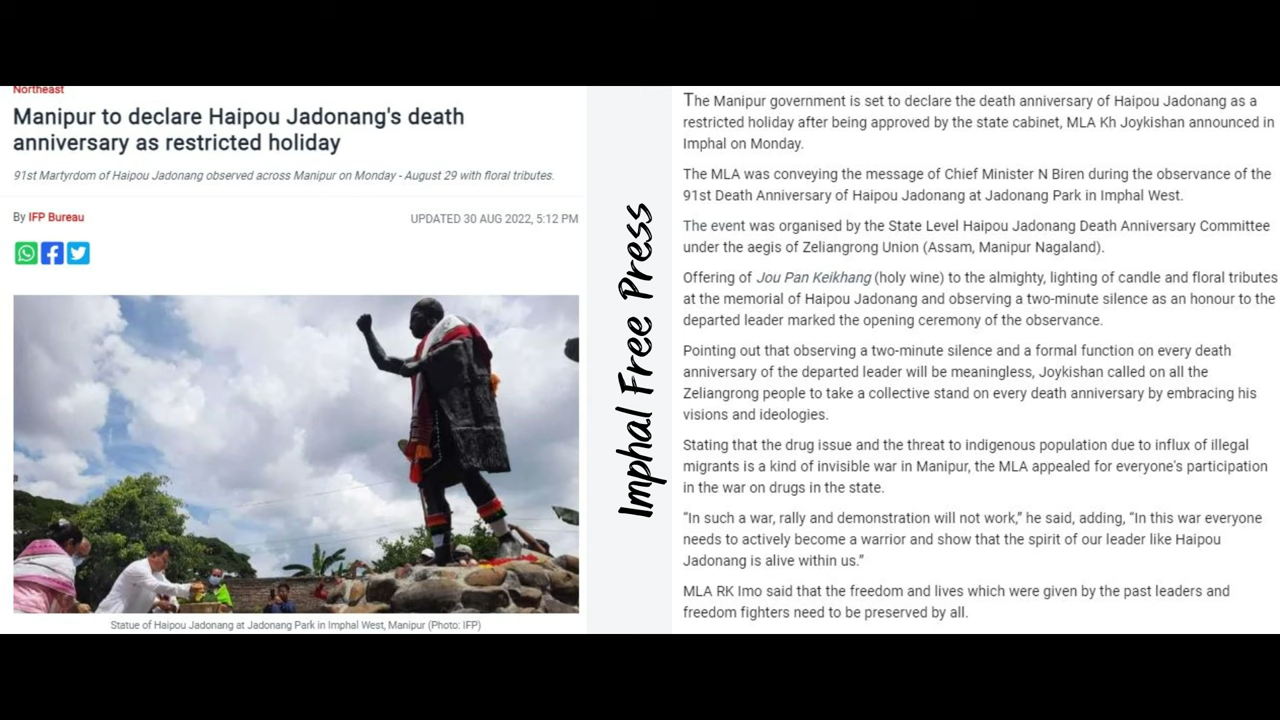 Northeast
Manipur to declare Haipou Jadonang's death
anniversary as restricted holiday
91st Martyrdom of Haipou Jadonang observed across Manipur on Monday - August 29 with floral tributes.
By IFP Bureau
UPDATED 30 AUG 2022, 5:12 PM
Statue of Haipou Jadonang at Jadonang Park in Imphal West, Manipur (Photo: IFP)
Imphal Free Press
The Manipur government is set to declare the death anniversary of Haipou Jadonang as a
restricted holiday after being approved by the state cabinet, MLA Kh Joykishan announced in
Imphal on Monday.
The MLA was conveying the message of Chief Minister N Biren during the observance of the
91st Death Anniversary of Haipou Jadonang at Jadonang Park in Imphal West.
The event was organised by the State Level Haipou Jadonang Death Anniversary Committee
under the aegis of Zeliangrong Union (Assam, Manipur Nagaland).
Offering of Jou Pan Keikhang (holy wine) to the almighty, lighting of candle and floral tributes
at the memorial of Haipou Jadonang and observing a two-minute silence as an honour to the
departed leader marked the opening ceremony of the observance.
Pointing out that observing a two-minute silence and a formal function on every death
anniversary of the departed leader will be meaningless, Joykishan called on all the
Zeliangrong people to take a collective stand on every death anniversary by embracing his
visions and ideologies.
Stating that the drug issue and the threat to indigenous population due to influx of illegal
migrants is a kind of invisible war in Manipur, the MLA appealed for everyone's participation
in the war on drugs in the state.
“In such a war, rally and demonstration will not work,” he said, adding, “In this war everyone
needs to actively become a warrior and show that the spirit of our leader like Haipou
Jadonang is alive within us.”
MLA RK Imo said that the freedom and lives which were given by the past leaders and
freedom fighters need to be preserved by all.